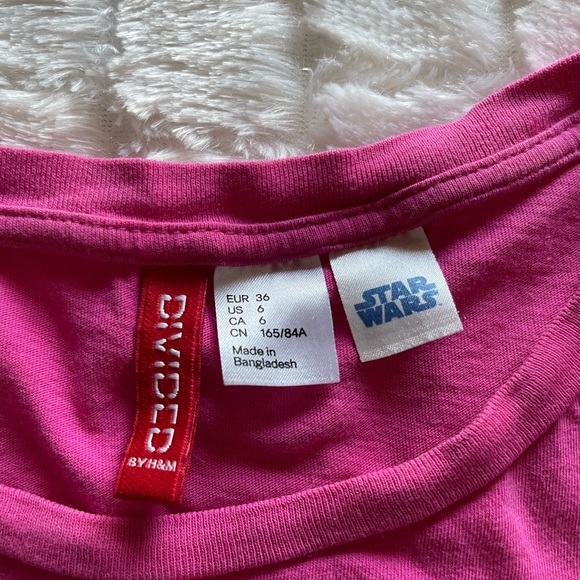 DIVIDED
BY H&M
EUR 36
US 6
CA 6
CN 165/84A
Made in
Bangladesh
STAR
WARS